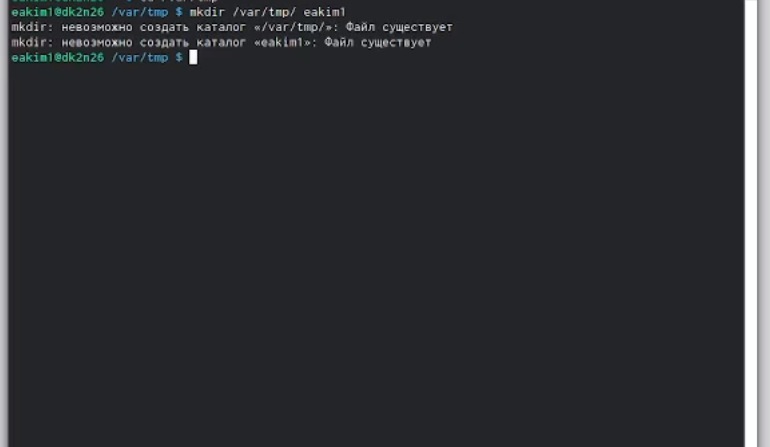 eakim1@dk2n26 /var/tmp $ mkdir /var/tmp/ eakim1
mkdir: невозможно создать каталог «/var/tmp/»: Файл существует
mkdir: невозможно создать каталог «eakim1»: Файл существует
eakim1@dk2n26 /var/tmp $